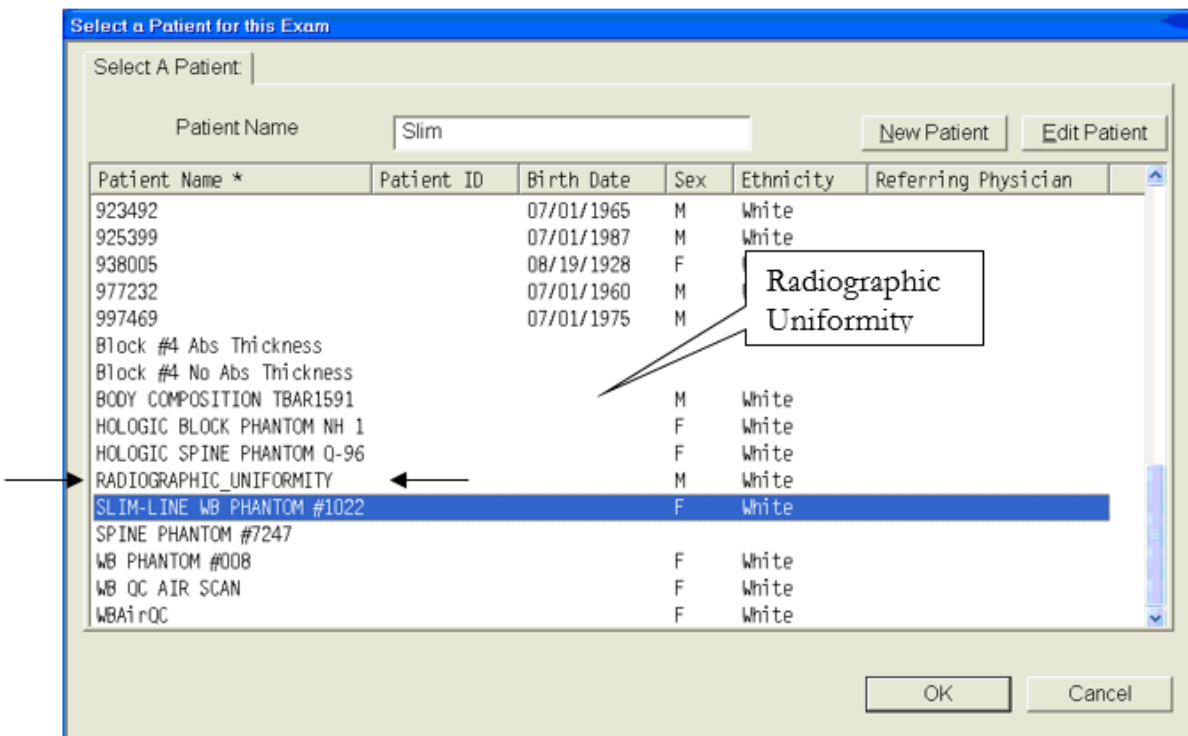 Select a Patient for this Exam
Select A Patient:
Patient Name Slim New Patient Edit Patient
Patient Name * Patient ID Birth Date Sex Ethnicity Referring Physician
923492 07/01/1965 M White
925399 07/01/1987 M White
938005 08/19/1928 F
977232 07/01/1960 M
997469 07/01/1975 M
Radiographic
Uniformity
Block #4 Abs Thickness
Block #4 No Abs Thickness
BODY COMPOSITION TBAR1591 M White
HOLOGIC BLOCK PHANTOM NH 1 F White
HOLOGIC SPINE PHANTOM Q-96 F White
RADIOGRAPHIC_UNIFORMITY M White
SLIM-LINE WB PHANTOM #1022 F White
SPINE PHANTOM #7247
WB PHANTOM #008 F White
WB QC AIR SCAN F White
WBAirQC F White
OK Cancel